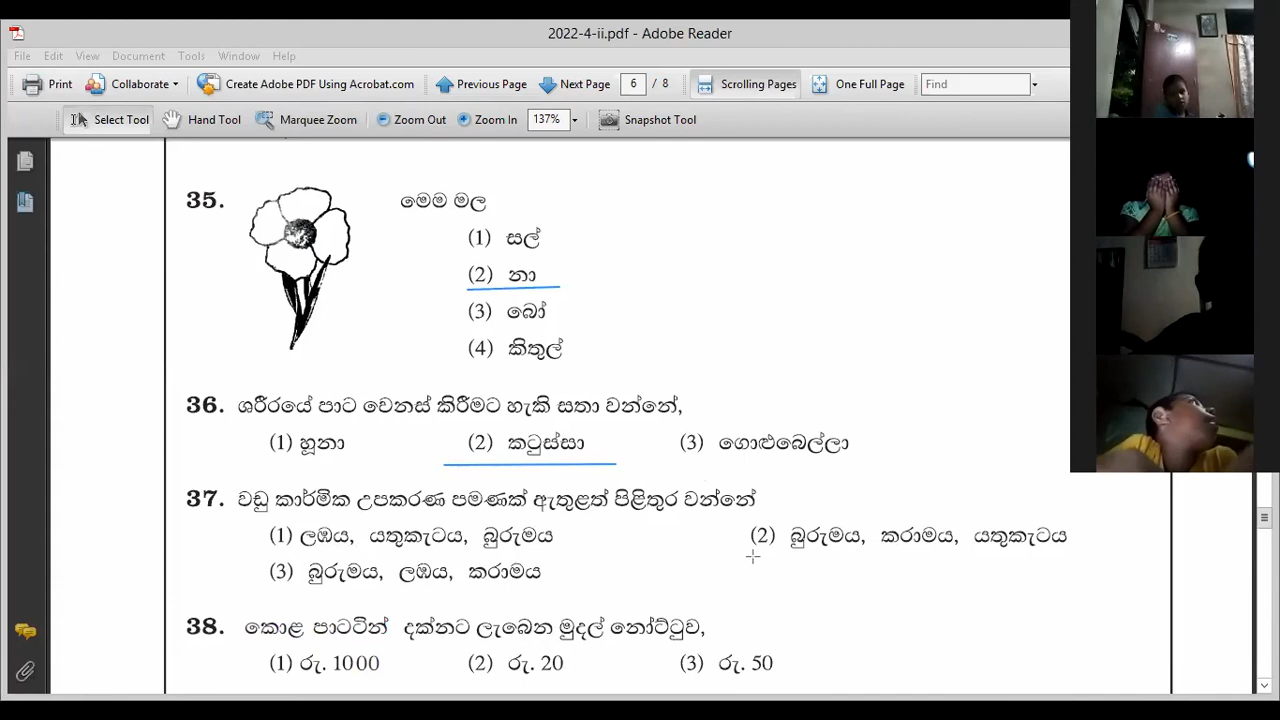 2022-4-ii.pdf - Adobe Reader
File Edit View Document Tools Window Help
Print Collaborate Create Adobe PDF Using Acrobat.com Previous Page Next Page 6 / 8 Scrolling Pages One Full Page Find
Select Tool Hand Tool Marquee Zoom Zoom Out Zoom In 137% Snapshot Tool
35. මෙම මල
(1) සල්
(2) නා
(3) බෝ
(4) කිතුල්
36. ශරීරයේ පාට වෙනස් කිරීමට හැකි සතා වන්නේ,
(1) හූනා (2) කටුස්සා (3) ගොළුබෙල්ලා
37. වඩු කාර්මික උපකරණ පමණක් ඇතුළත් පිළිතුර වන්නේ
(1) ලඹය, යතුකැටය, බුරුමය (2) බුරුමය, කරාමය, යතුකැටය
(3) බුරුමය, ලඹය, කරාමය
38. කොළ පාටටින් දක්නට ලැබෙන මුදල් නෝට්ටුව,
(1) රු. 1000 (2) රු. 20 (3) රු. 50